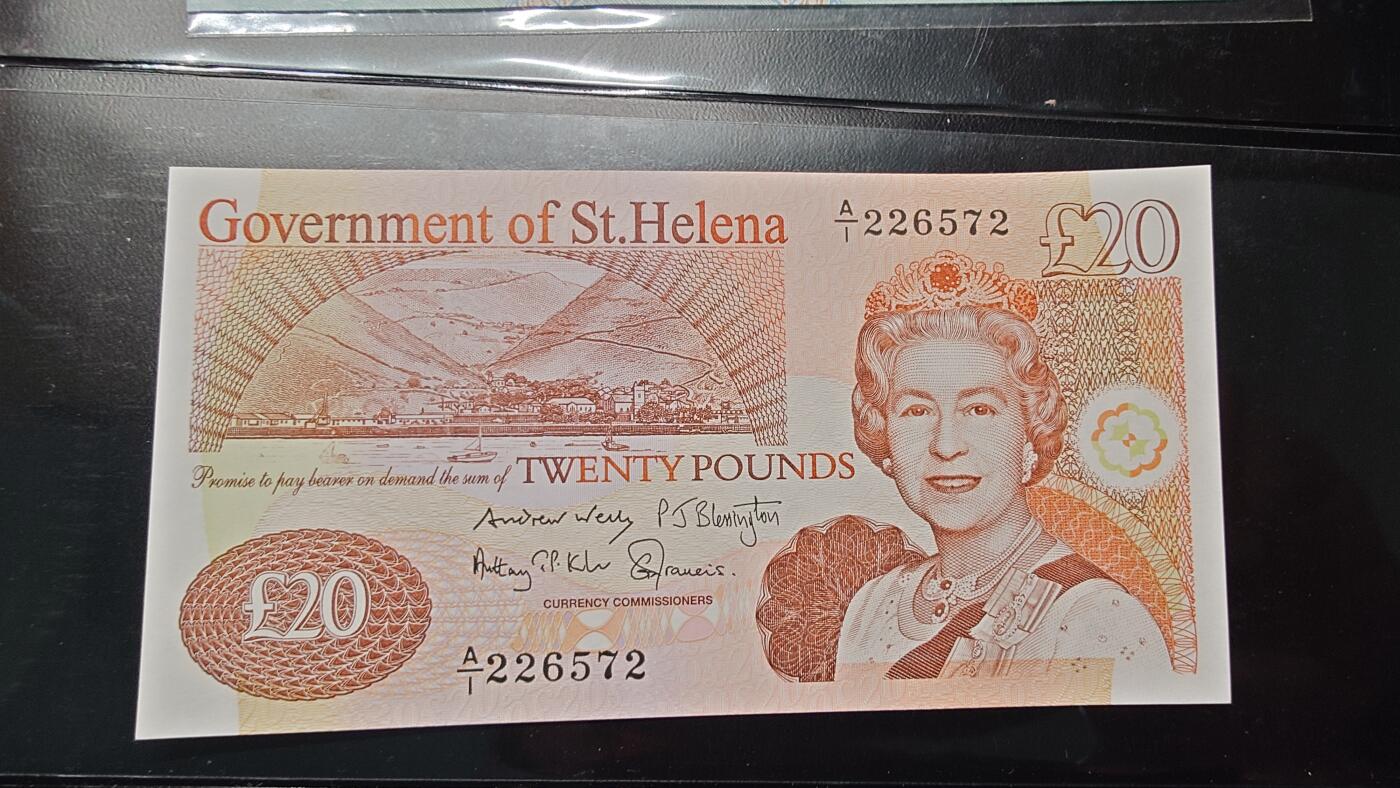 Government of St.Helena
A/1 226572
£20
Promise to pay bearer on demand the sum of TWENTY POUNDS
P J Blessington
CURRENCY COMMISSIONERS
£20
A/1 226572